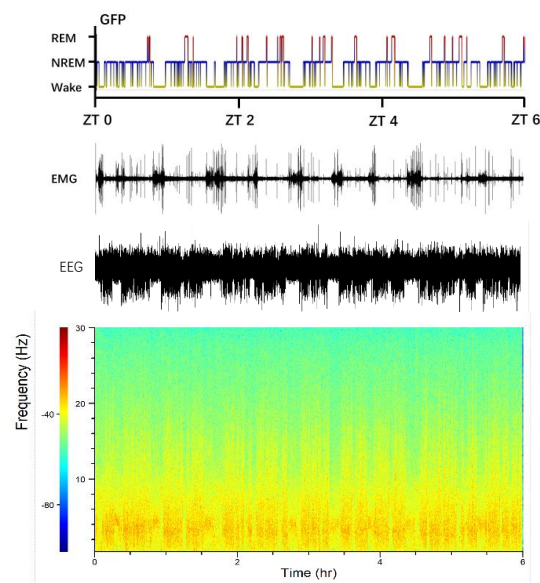 GFP
REM
NREM
Wake
ZT 0 ZT 2 ZT 4 ZT 6
EMG
EEG
Frequency (Hz)
-40
-80
30
20
10
0 2 4 6
Time (hr)